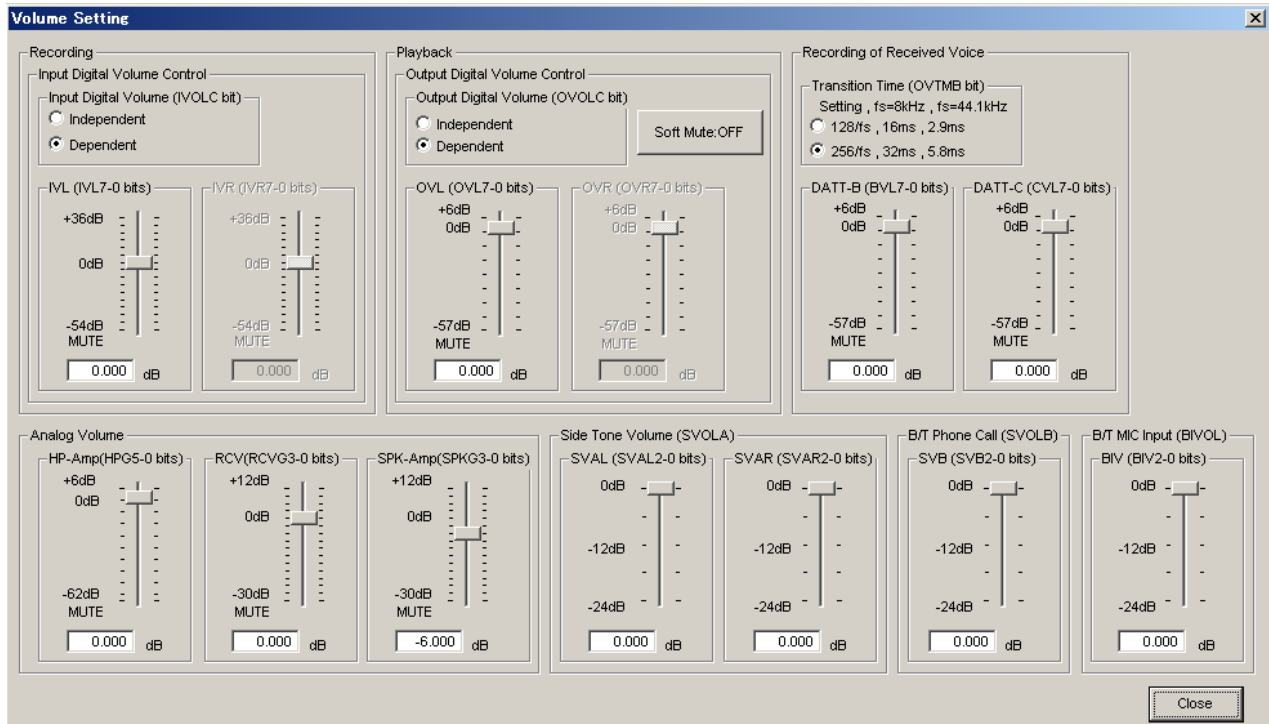 Volume Setting
Recording
Input Digital Volume Control
Input Digital Volume (IVOLC bit)
Independent
Dependent
IVL (IVL7-0 bits)
+36dB
0dB
-54dB
MUTE
0.000 dB
IVR (IVR7-0 bits)
+36dB
0dB
-54dB
MUTE
0.000 dB
Playback
Output Digital Volume Control
Output Digital Volume (OVOLC bit)
Independent
Dependent
Soft Mute:OFF
OVL (OVL7-0 bits)
+6dB
0dB
-57dB
MUTE
0.000 dB
OVR (OVR7-0 bits)
+6dB
0dB
-57dB
MUTE
0.000 dB
Recording of Received Voice
Transition Time (OVTMB bit)
Setting , fs=8kHz , fs=44.1kHz
128/fs , 16ms , 2.9ms
256/fs , 32ms , 5.8ms
DATT-B (BVL7-0 bits)
+6dB
0dB
-57dB
MUTE
0.000 dB
DATT-C (CVL7-0 bits)
+6dB
0dB
-57dB
MUTE
0.000 dB
Analog Volume
HP-Amp(HPG5-0 bits)
+6dB
0dB
-62dB
MUTE
0.000 dB
RCV(RCVG3-0 bits)
+12dB
0dB
-30dB
MUTE
0.000 dB
SPK-Amp(SPKG3-0 bits)
+12dB
0dB
-30dB
MUTE
-6.000 dB
Side Tone Volume (SVOLA)
SVAL (SVAL2-0 bits)
0dB
-12dB
-24dB
0.000 dB
SVAR (SVAR2-0 bits)
0dB
-12dB
-24dB
0.000 dB
B/T Phone Call (SVOLB)
SVB (SVB2-0 bits)
0dB
-12dB
-24dB
0.000 dB
B/T MIC Input (BIVOL)
BIV (BIV2-0 bits)
0dB
-12dB
-24dB
0.000 dB
Close